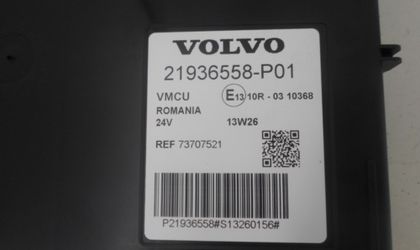 VOLVO
21936558-P01
VMCU E13 10R - 03 10368
ROMANIA
24V 13W26
REF 73707521
P21936558#S13260156#